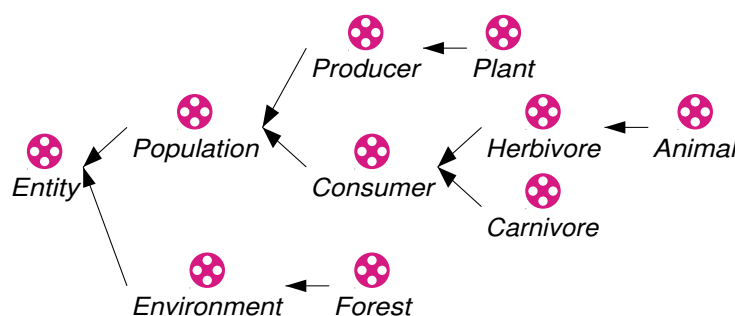 Producer
Plant
Population
Herbivore
Animal
Entity
Consumer
Carnivore
Environment
Forest